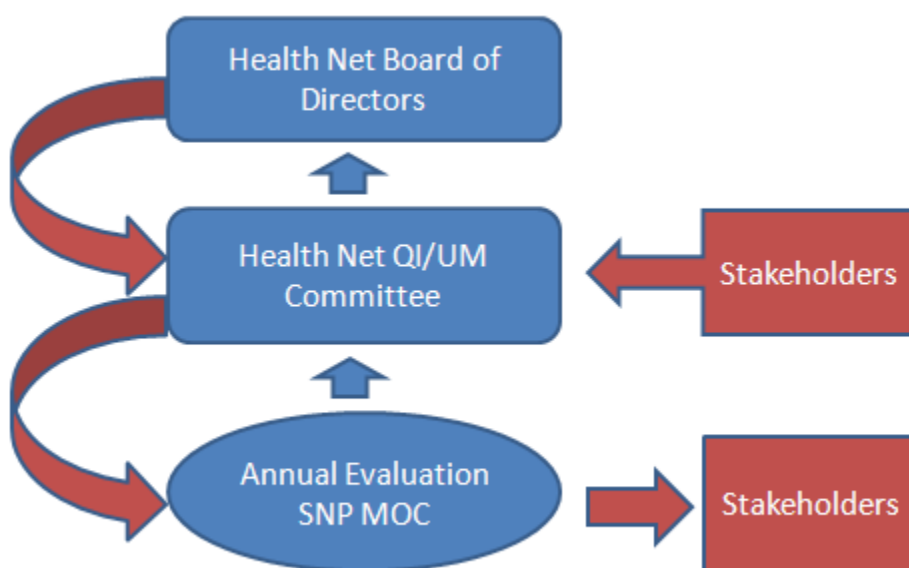 Health Net Board of
Directors
Health Net QI/UM
Committee
Stakeholders
Annual Evaluation
SNP MOC
Stakeholders